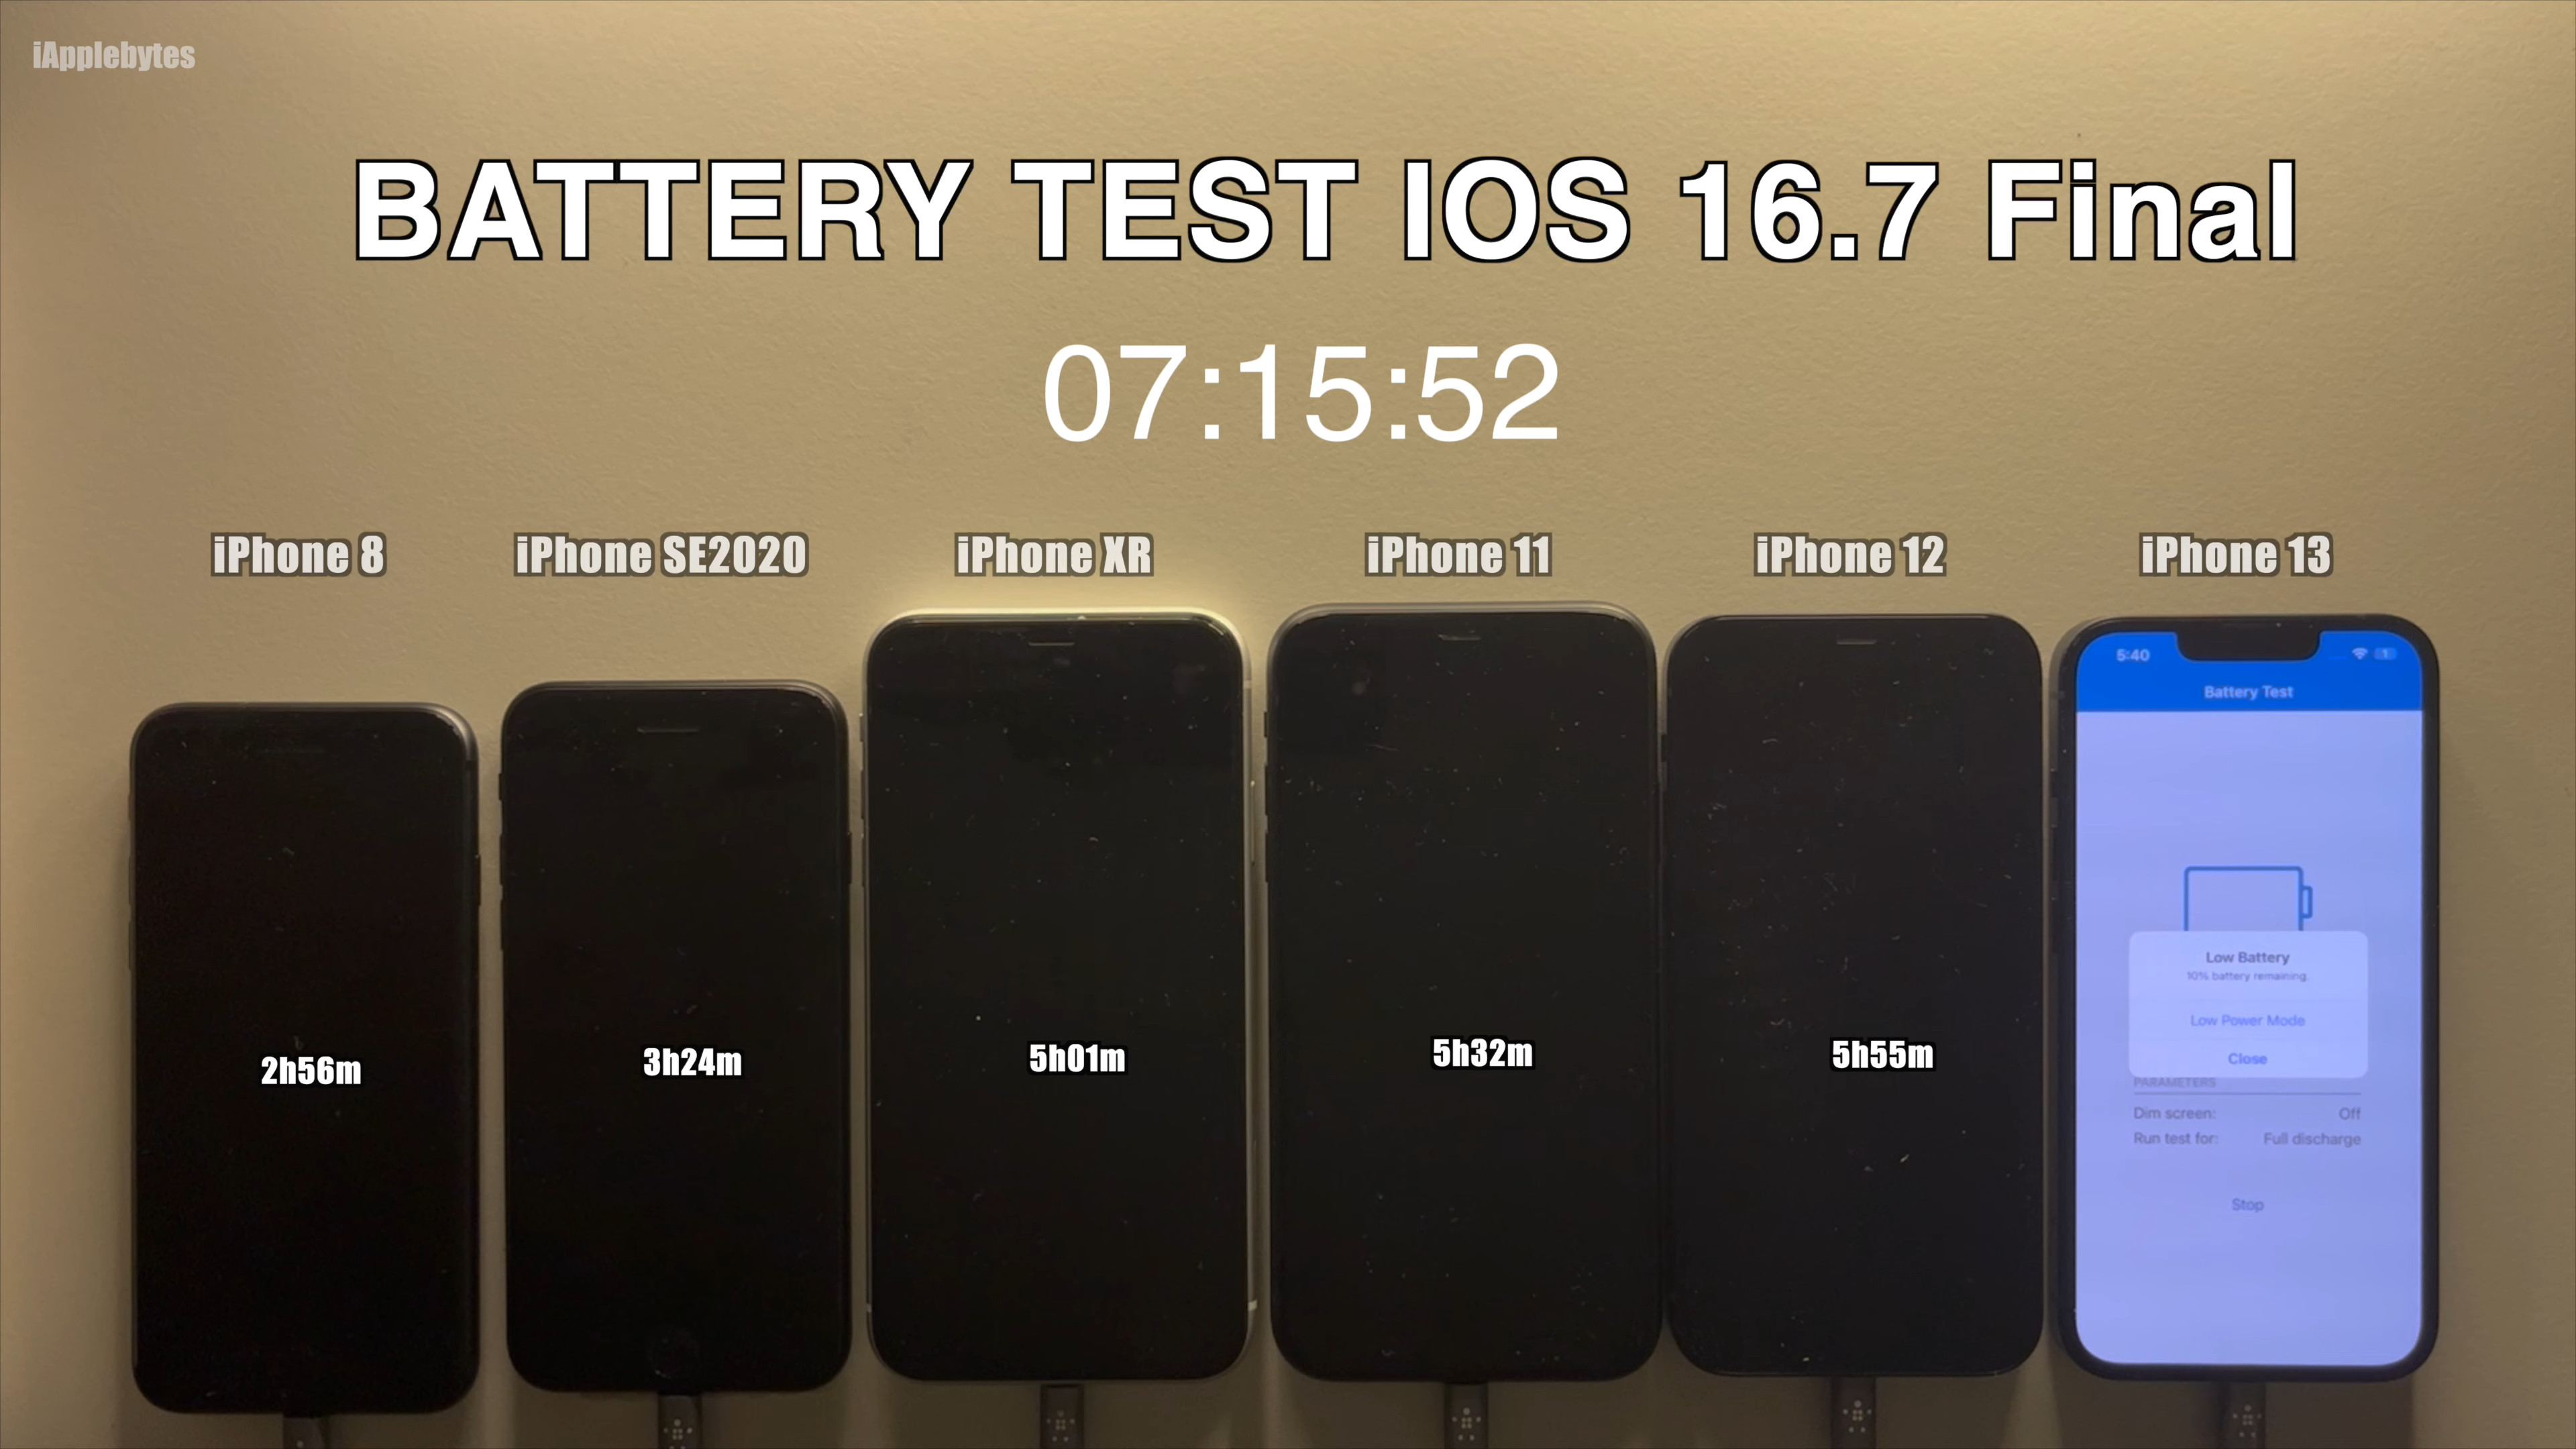 iApplebytes
BATTERY TEST IOS 16.7 Final
07:15:52
iPhone 8
iPhone SE2020
iPhone XR
iPhone 11
iPhone 12
iPhone 13
5:40
1
Battery Test
Low Battery
10% battery remaining.
Low Power Mode
Close
PARAMETERS
Dim screen: Off
Run test for: Full discharge
Stop
2h56m
3h24m
5h01m
5h32m
5h55m